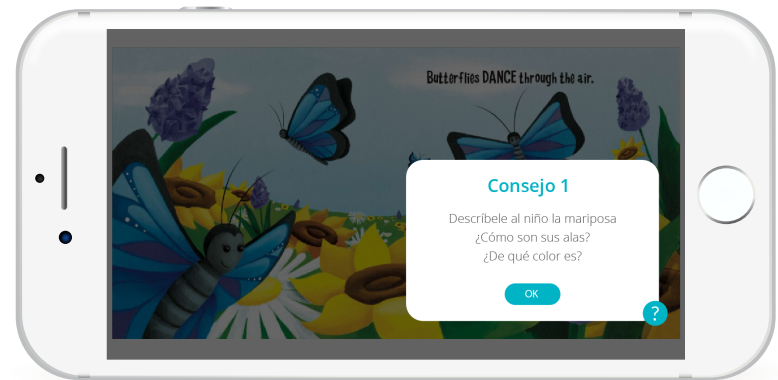 Butterflies DANCE through the air.
Consejo 1
Descríbele al niño la mariposa
¿Cómo son sus alas?
¿De qué color es?
OK
?